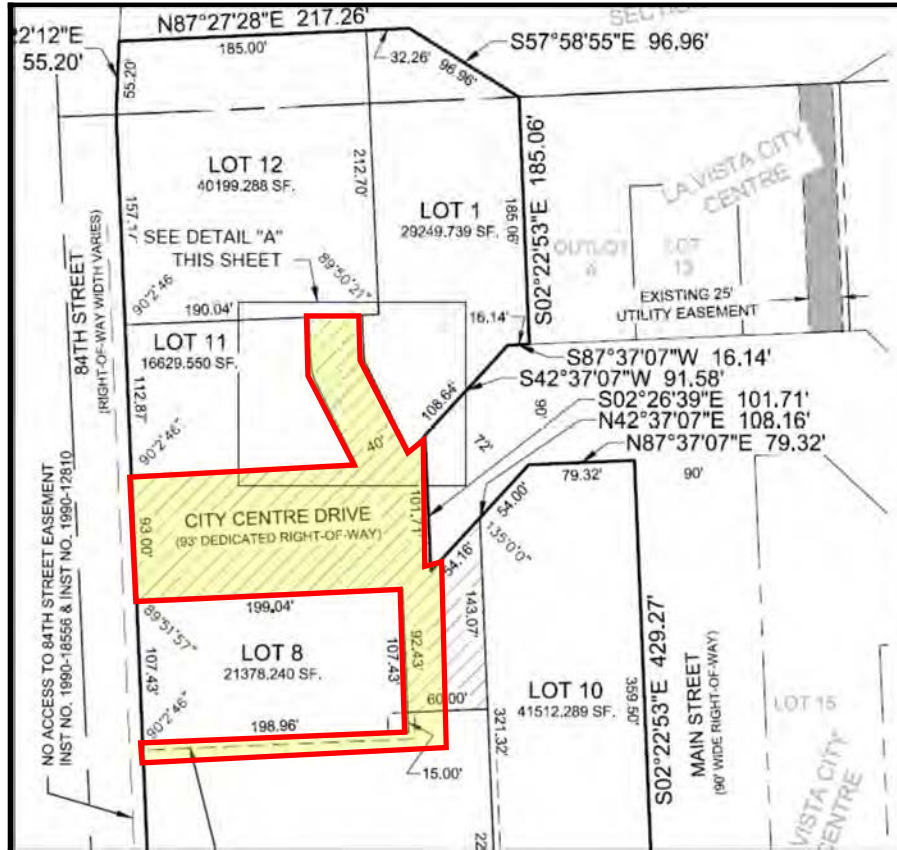 N87°27'28"E 217.26'
SECTIO
22'12"E
55.20'
185.00'
32.26'
96.96'
S57°58'55"E 96.96'
55.20'
LOT 12
40199.288 SF.
212.70'
LOT 1
29249.739 SF.
185.06'
S02°22'53"E 185.06'
LA VISTA CITY
CENTRE
OUTLOT
A
LOT
13
EXISTING 25'
UTILITY EASEMENT
157.17'
SEE DETAIL "A"
THIS SHEET
89°50'21"
90°2'46
190.04'
16.14'
84TH STREET
(RIGHT-OF-WAY WIDTH VARIES)
LOT 11
16629.550 SF.
S87°37'07"W 16.14'
S42°37'07"W 91.58'
S02°26'39"E 101.71'
N42°37'07"E 108.16'
N87°37'07"E 79.32'
112.87'
108.64'
90'
72'
40'
90°2'46"
79.32'
90'
54.00'
101.71'
CITY CENTRE DRIVE
(93' DEDICATED RIGHT-OF-WAY)
93.00'
135°0'0"
54.16'
199.04'
89°51'57"
143.07'
92.43'
LOT 8
21378.240 SF.
107.43'
107.43'
60.00'
LOT 10
41512.289 SF.
359.50'
S02°22'53"E 429.27'
MAIN STREET
(90' WIDE RIGHT-OF-WAY)
LOT 15
90°2'46"
198.96'
321.32'
15.00'
NO ACCESS TO 84TH STREET EASEMENT
INST NO. 1990-18556 & INST NO. 1990-12810
VISTA CITY
CENTRE
22